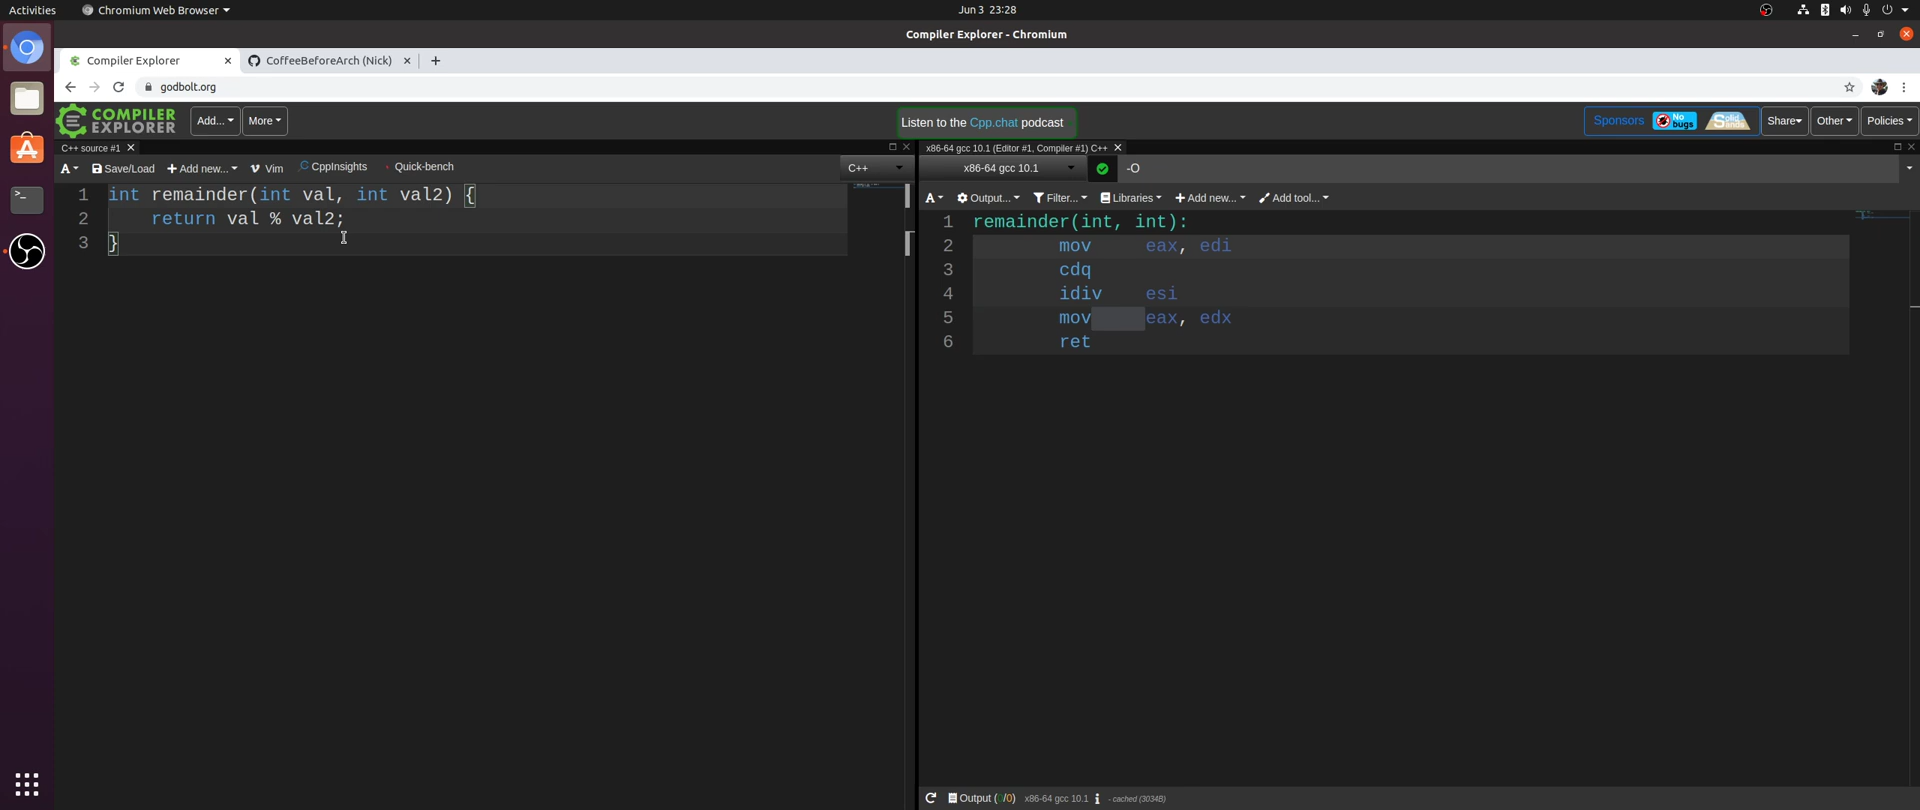 Activities Chromium Web Browser Jun 3 23:28
Compiler Explorer - Chromium
Compiler Explorer CoffeeBeforeArch (Nick)
godbolt.org
COMPILER EXPLORER Add... More Listen to the Cpp.chat podcast Sponsors No bugs Solid Sands Share Other Policies
C++ source #1 x86-64 gcc 10.1 (Editor #1, Compiler #1) C++
A Save/Load + Add new... Vim CppInsights Quick-bench C++ x86-64 gcc 10.1 -O
A Output... Filter... Libraries + Add new... Add tool...
1 int remainder(int val, int val2) {
2 return val % val2;
3 }
1 remainder(int, int):
2 mov eax, edi
3 cdq
4 idiv esi
5 mov eax, edx
6 ret
Output (0/0) x86-64 gcc 10.1 i - cached (3034B)